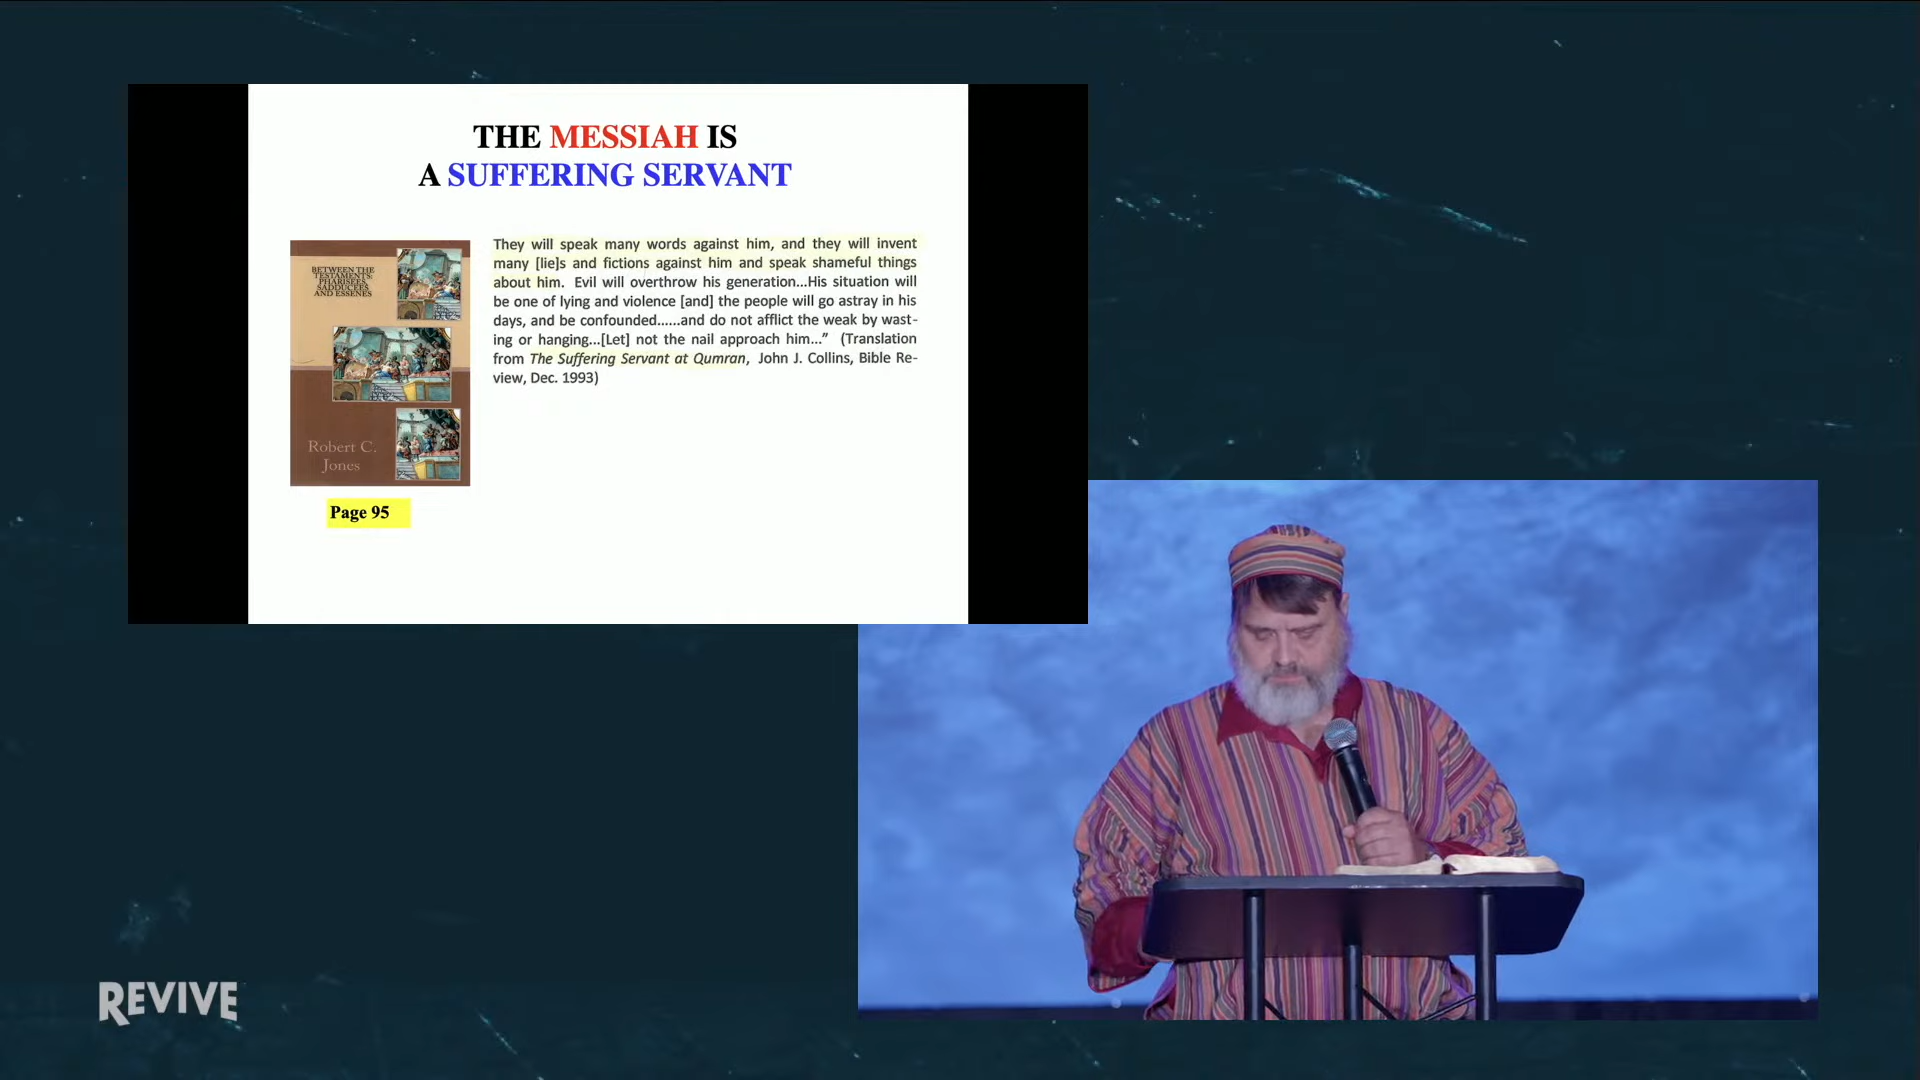 THE MESSIAH IS
A SUFFERING SERVANT
They will speak many words against him, and they will invent
many [lie]s and fictions against him and speak shameful things
about him. Evil will overthrow his generation...His situation will
be one of lying and violence [and] the people will go astray in his
days, and be confounded......and do not afflict the weak by wast-
ing or hanging...[Let] not the nail approach him...” (Translation
from The Suffering Servant at Qumran, John J. Collins, Bible Re-
view, Dec. 1993)
BETWEEN THE
TESTAMENTS:
PHARISEES,
SADDUCEES
AND ESSENES
Robert C.
Jones
Page 95
REVIVE